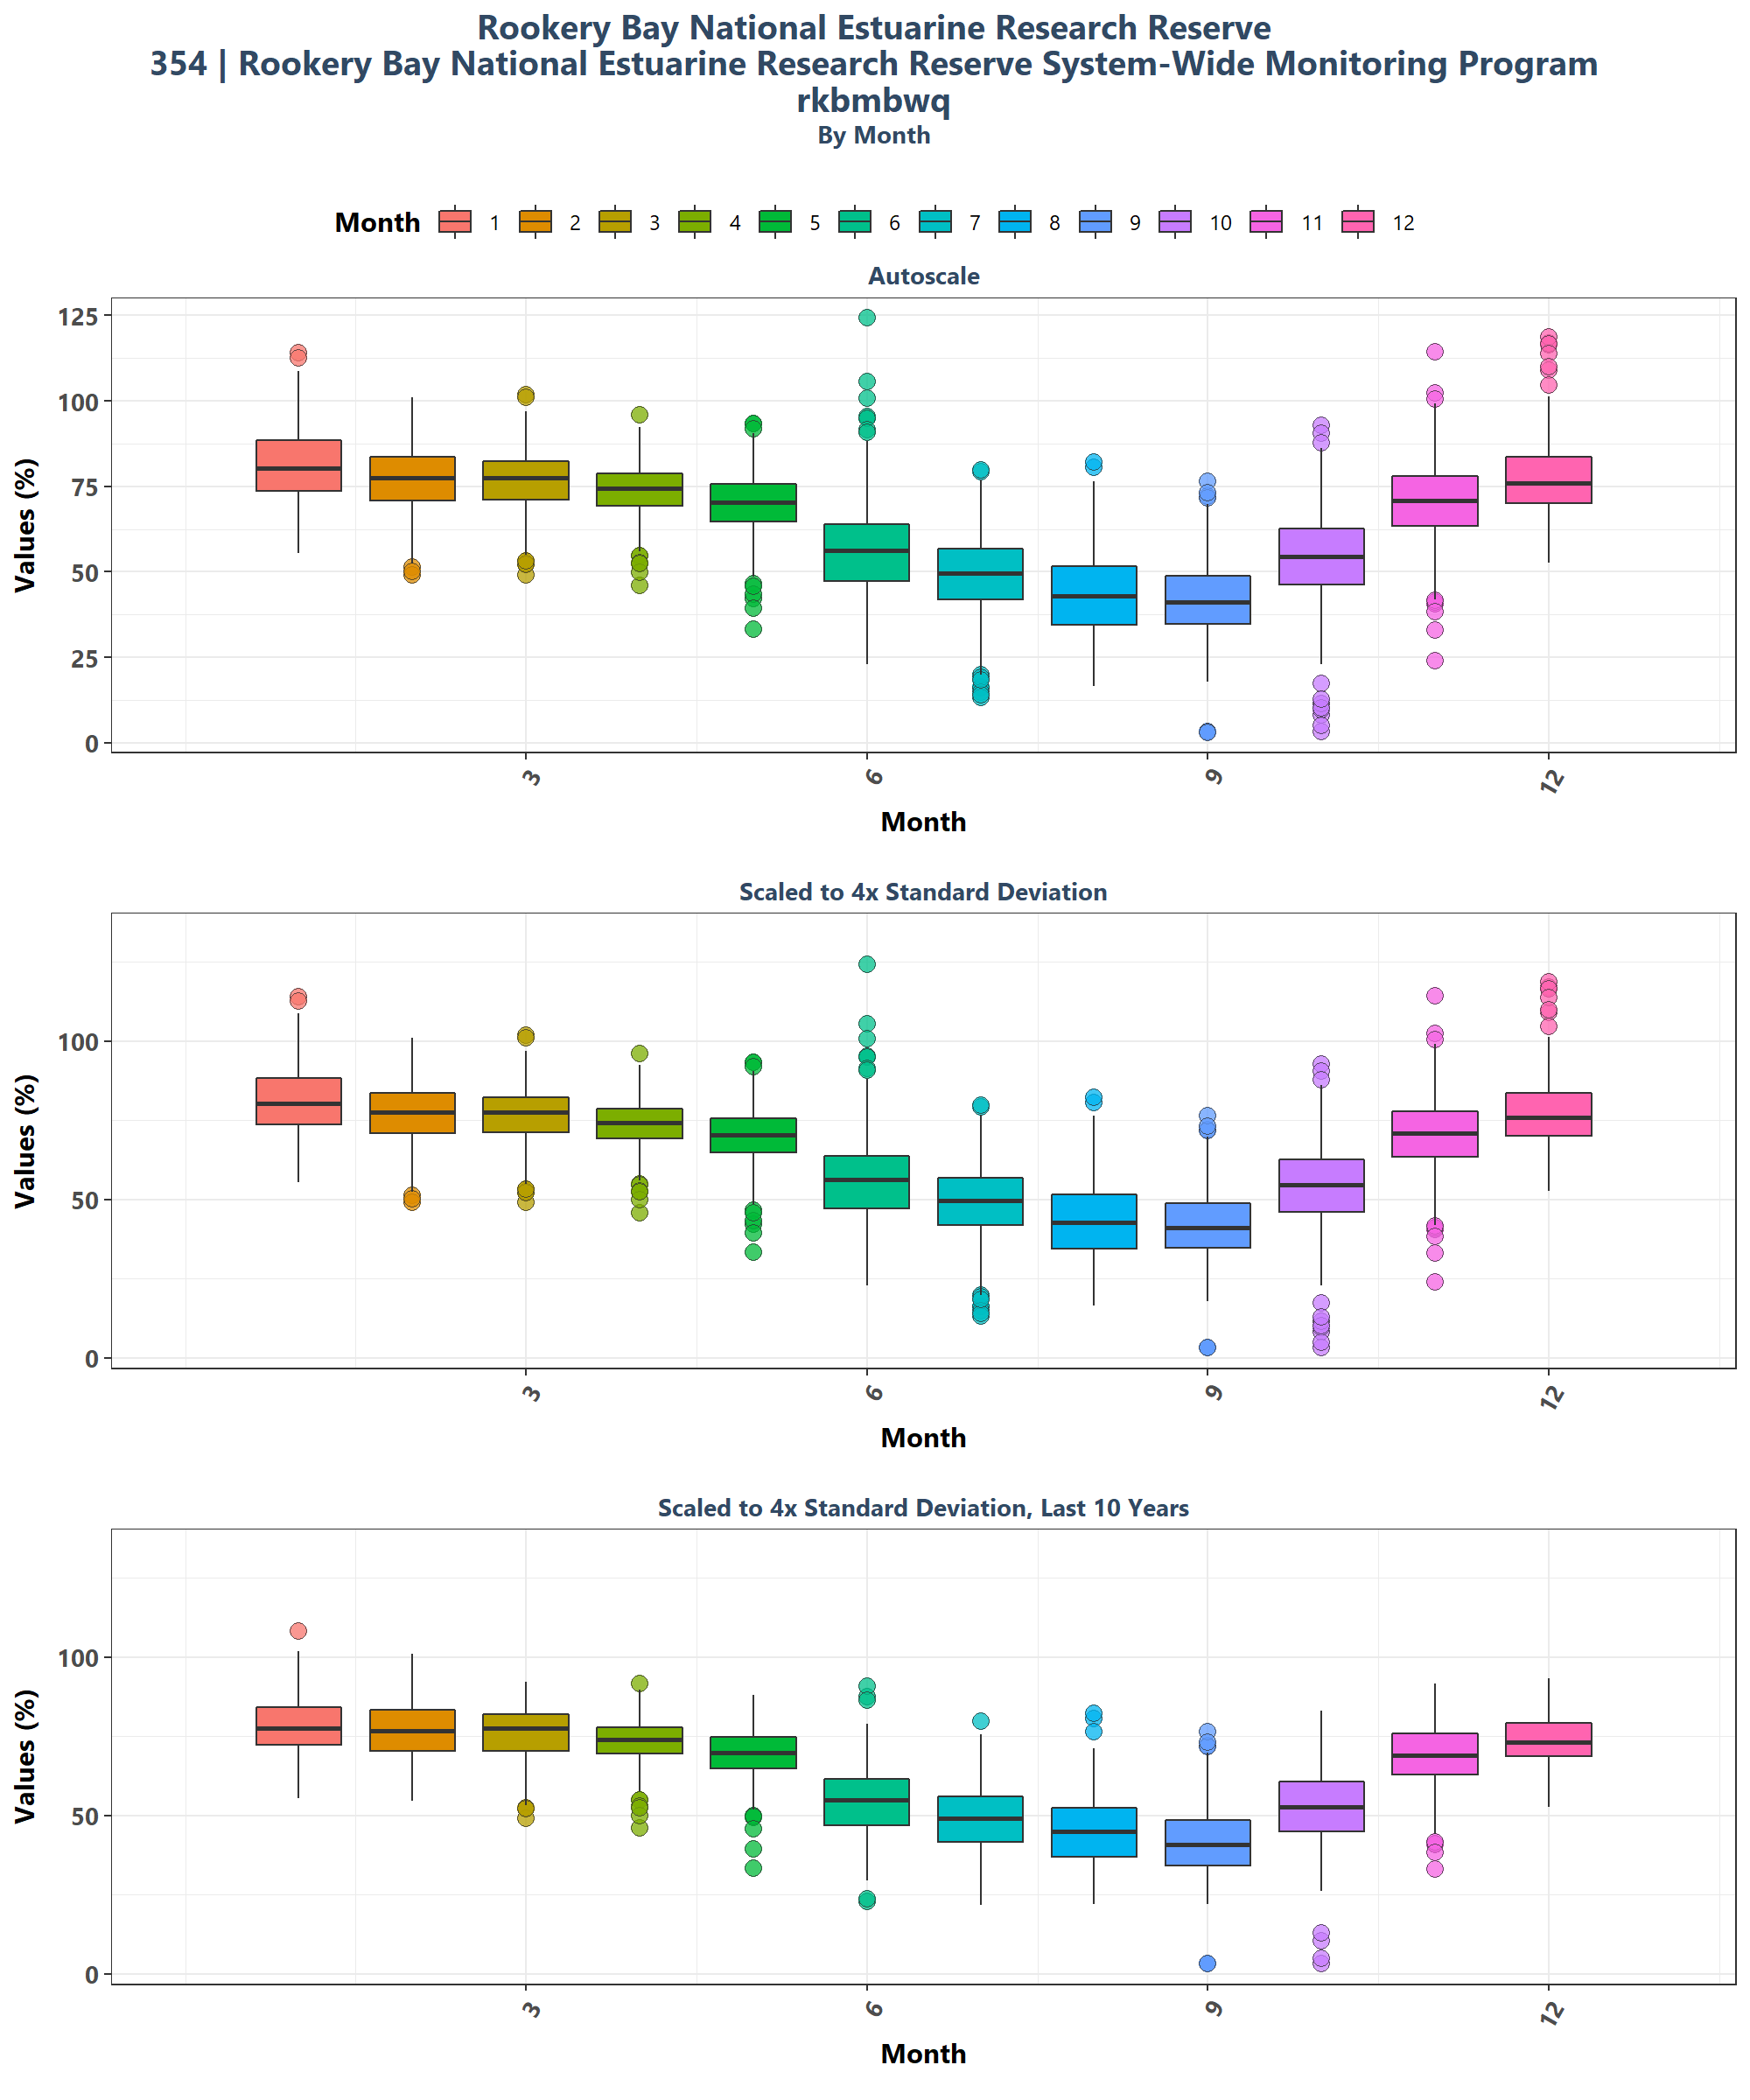 Rookery Bay National Estuarine Research Reserve
354 | Rookery Bay National Estuarine Research Reserve System-Wide Monitoring Program
rkbmbwq
By Month
Month 1 2 3 4 5 6 7 8 9 10 11 12
Autoscale
Values (%)
125
100
75
50
25
0
3 6 9 12
Month
Scaled to 4x Standard Deviation
Values (%)
100
50
0
3 6 9 12
Month
Scaled to 4x Standard Deviation, Last 10 Years
Values (%)
100
50
0
3 6 9 12
Month